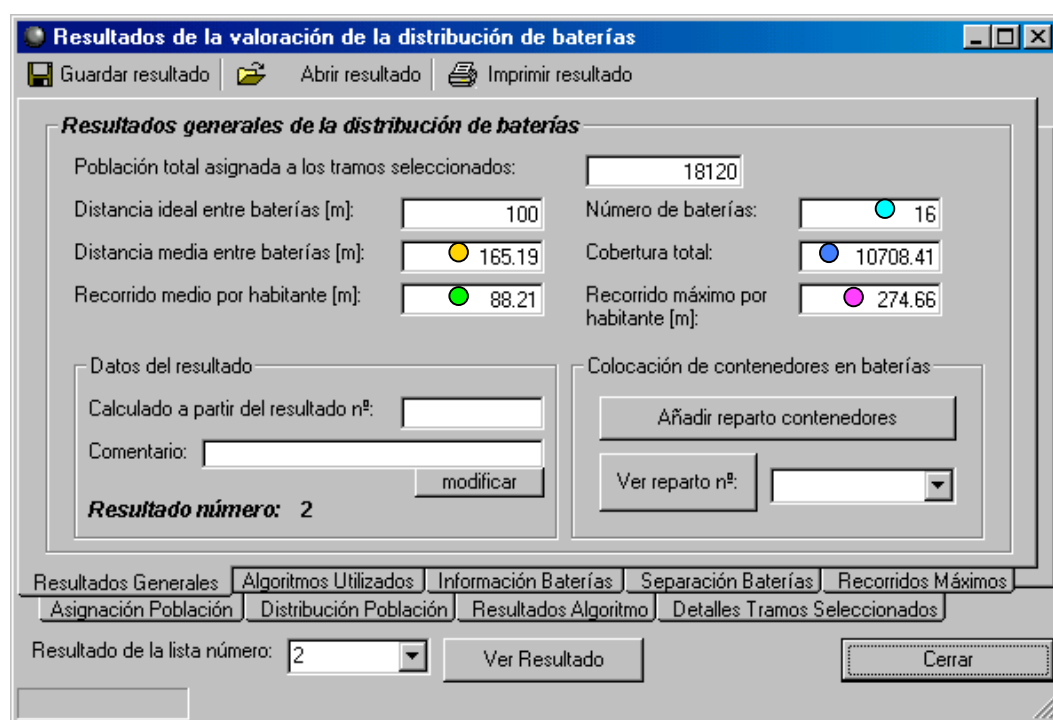 Resultados de la valoración de la distribución de baterías
Guardar resultado Abrir resultado Imprimir resultado
Resultados generales de la distribución de baterías
Población total asignada a los tramos seleccionados: 18120
Distancia ideal entre baterías [m]: 100 Número de baterías: 16
Distancia media entre baterías [m]: 165.19 Cobertura total: 10708.41
Recorrido medio por habitante [m]: 88.21 Recorrido máximo por
habitante [m]: 274.66
Datos del resultado
Calculado a partir del resultado nº:
Comentario:
modificar
Resultado número: 2
Colocación de contenedores en baterías
Añadir reparto contenedores
Ver reparto nº:
Resultados Generales Algoritmos Utilizados Información Baterías Separación Baterías Recorridos Máximos
Asignación Población Distribución Población Resultados Algoritmo Detalles Tramos Seleccionados
Resultado de la lista número: 2 Ver Resultado Cerrar